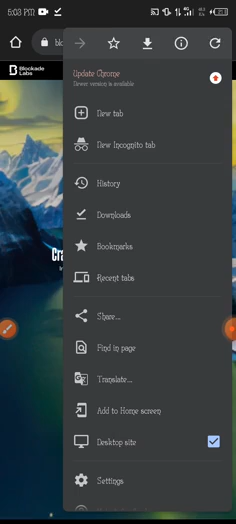 5:03 PM
blo
Blockade
Labs
Update Chrome
Newer version is available
New tab
New Incognito tab
History
Downloads
Bookmarks
Recent tabs
Share...
Find in page
Translate...
Add to Home screen
Desktop site
Settings